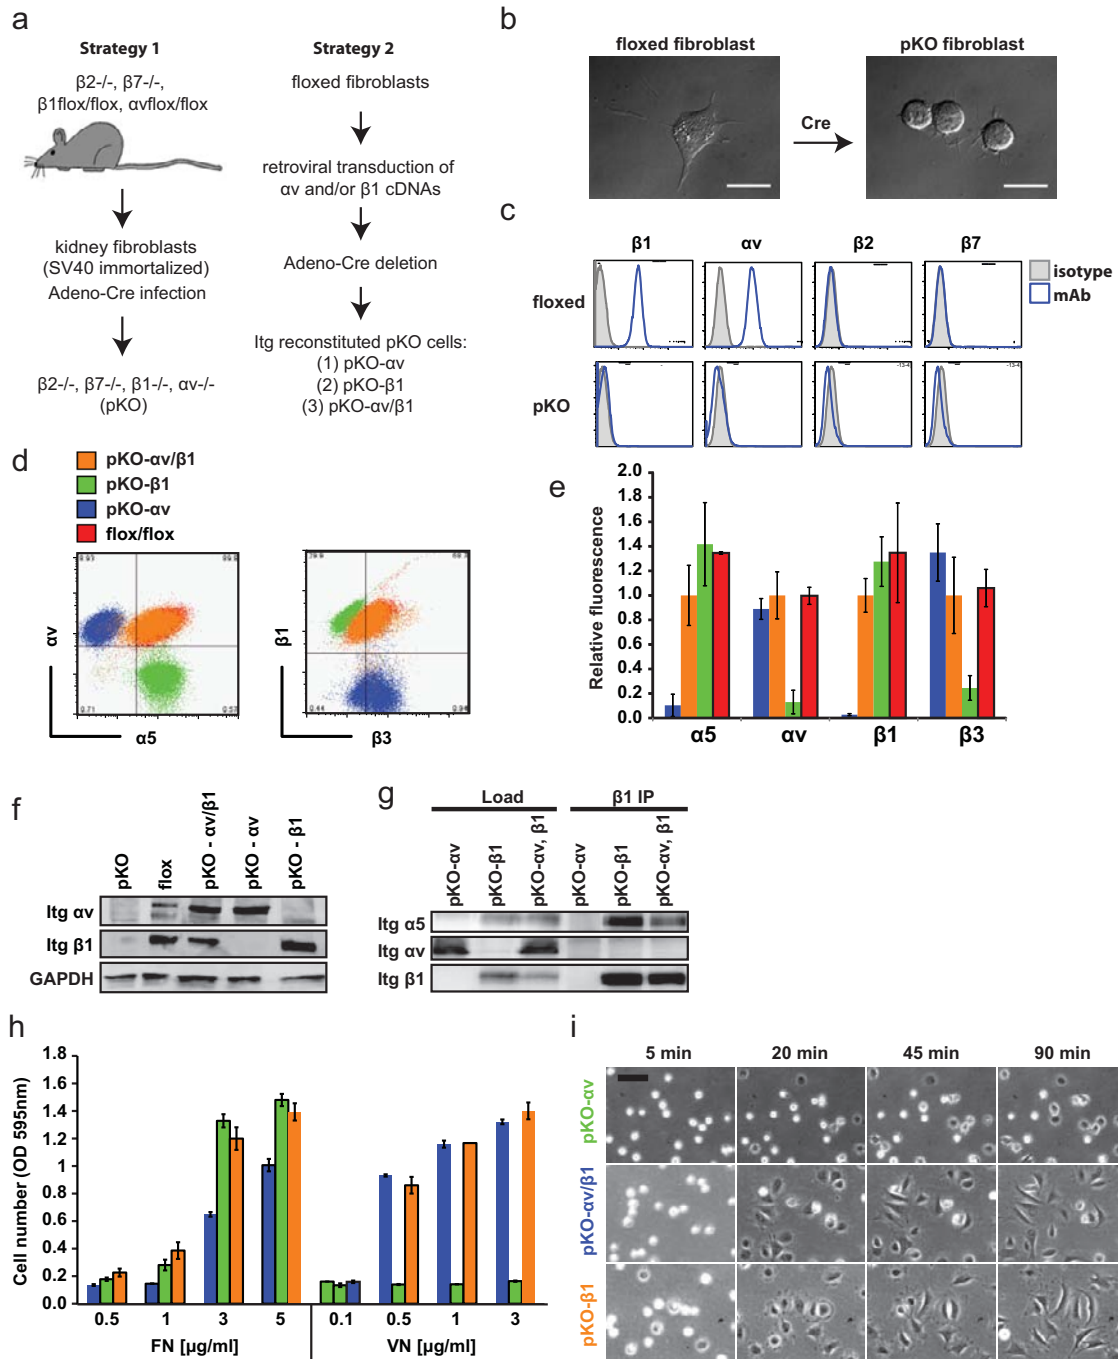 a
Strategy 1
β2-/-, β7-/-,
β1flox/flox, αvflox/flox
kidney fibroblasts
(SV40 immortalized)
Adeno-Cre infection
β2-/-, β7-/-, β1-/-, αv-/-
(pKO)
Strategy 2
floxed fibroblasts
retroviral transduction of
αv and/or β1 cDNAs
Adeno-Cre deletion
Itg reconstituted pKO cells:
(1) pKO-αv
(2) pKO-β1
(3) pKO-αv/β1
b
floxed fibroblast
pKO fibroblast
Cre
c
β1 αv β2 β7
floxed
pKO
isotype
mAb
d
pKO-αv/β1
pKO-β1
pKO-αv
flox/flox
αv
0.71
0.57
α5
β1
0.44
0.94
β3
e
Relative fluorescence
2.0
1.8
1.6
1.4
1.2
1.0
0.8
0.6
0.4
0.2
0.0
α5 αv β1 β3
f
pKO
flox
pKO - αv/β1
pKO - αv
pKO - β1
Itg αv
Itg β1
GAPDH
g
Load β1 IP
pKO-αv
pKO-β1
pKO-αv, β1
pKO-αv
pKO-β1
pKO-αv, β1
Itg α5
Itg αv
Itg β1
h
Cell number (OD 595nm)
1.8
1.6
1.4
1.2
1
0.8
0.6
0.4
0.2
0.0
0.5 1 3 5 0.1 0.5 1 3
FN [µg/ml] VN [µg/ml]
i
5 min 20 min 45 min 90 min
pKO-αv
pKO-αv/β1
pKO-β1